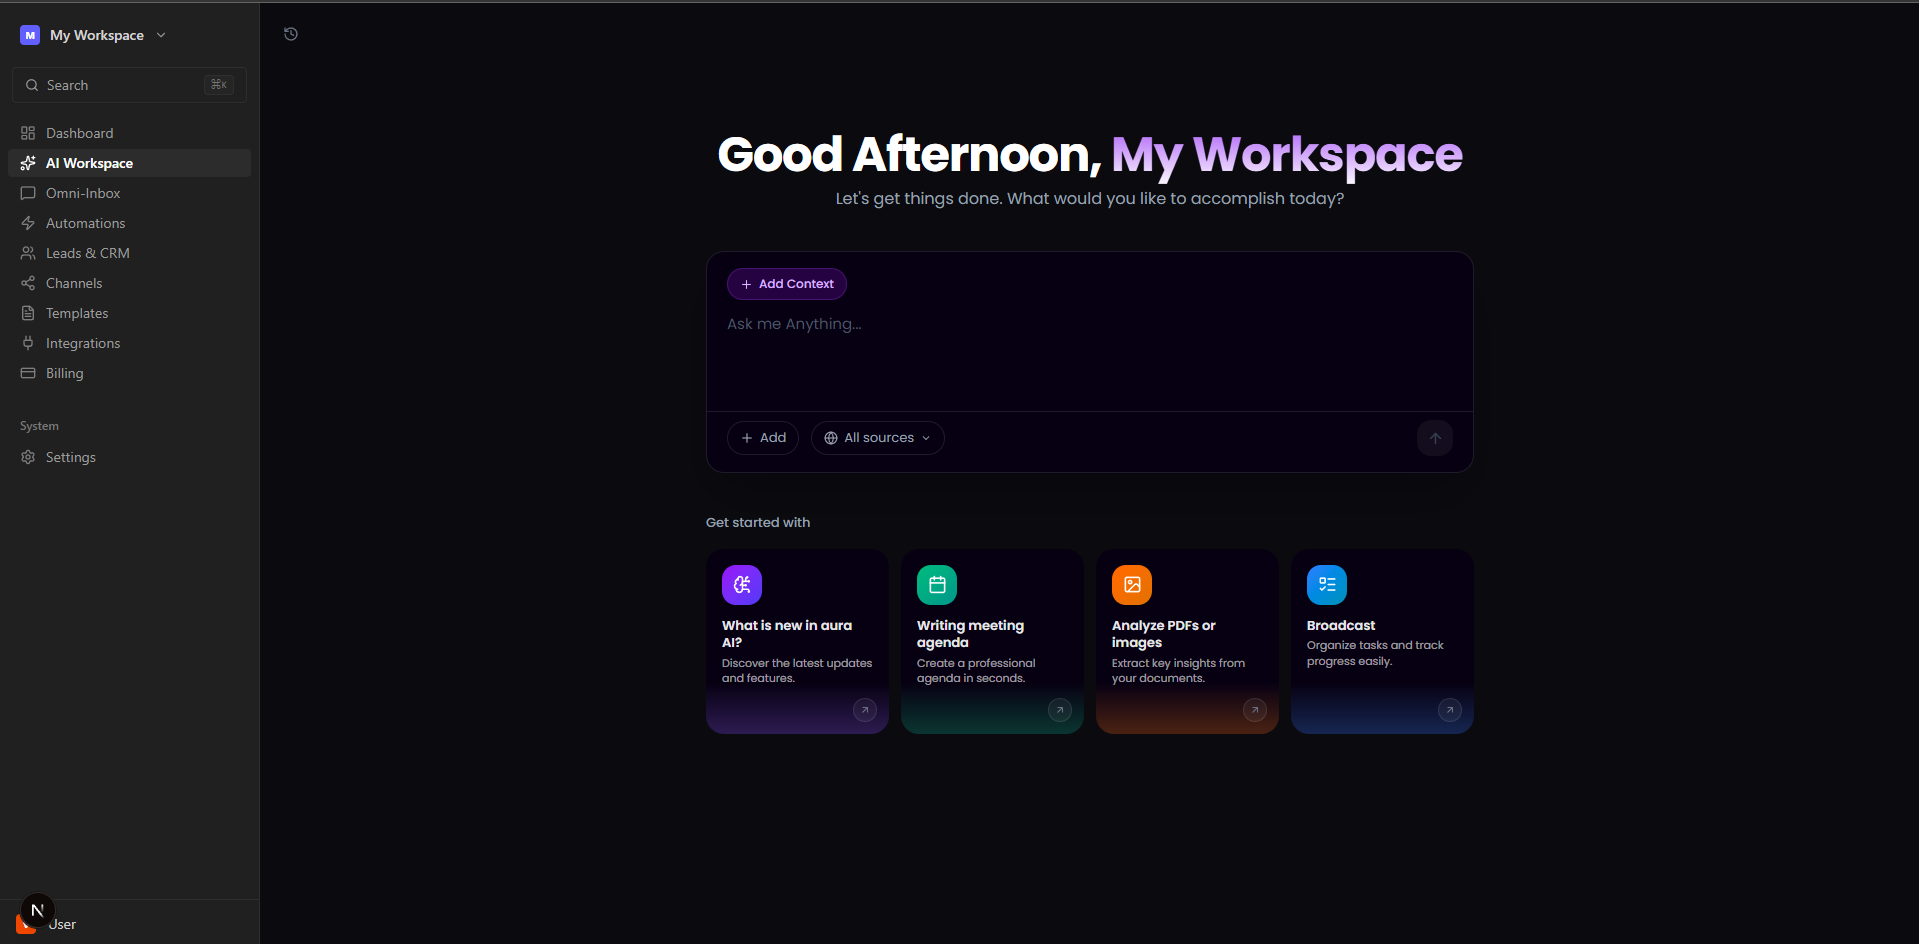 M My Workspace
Search ⌘K
Dashboard
AI Workspace
Omni-Inbox
Automations
Leads & CRM
Channels
Templates
Integrations
Billing
System
Settings
N
User
Good Afternoon, My Workspace
Let's get things done. What would you like to accomplish today?
+ Add Context
Ask me Anything...
+ Add
All sources
Get started with
What is new in aura
AI?
Discover the latest updates
and features.
Writing meeting
agenda
Create a professional
agenda in seconds.
Analyze PDFs or
images
Extract key insights from
your documents.
Broadcast
Organize tasks and track
progress easily.